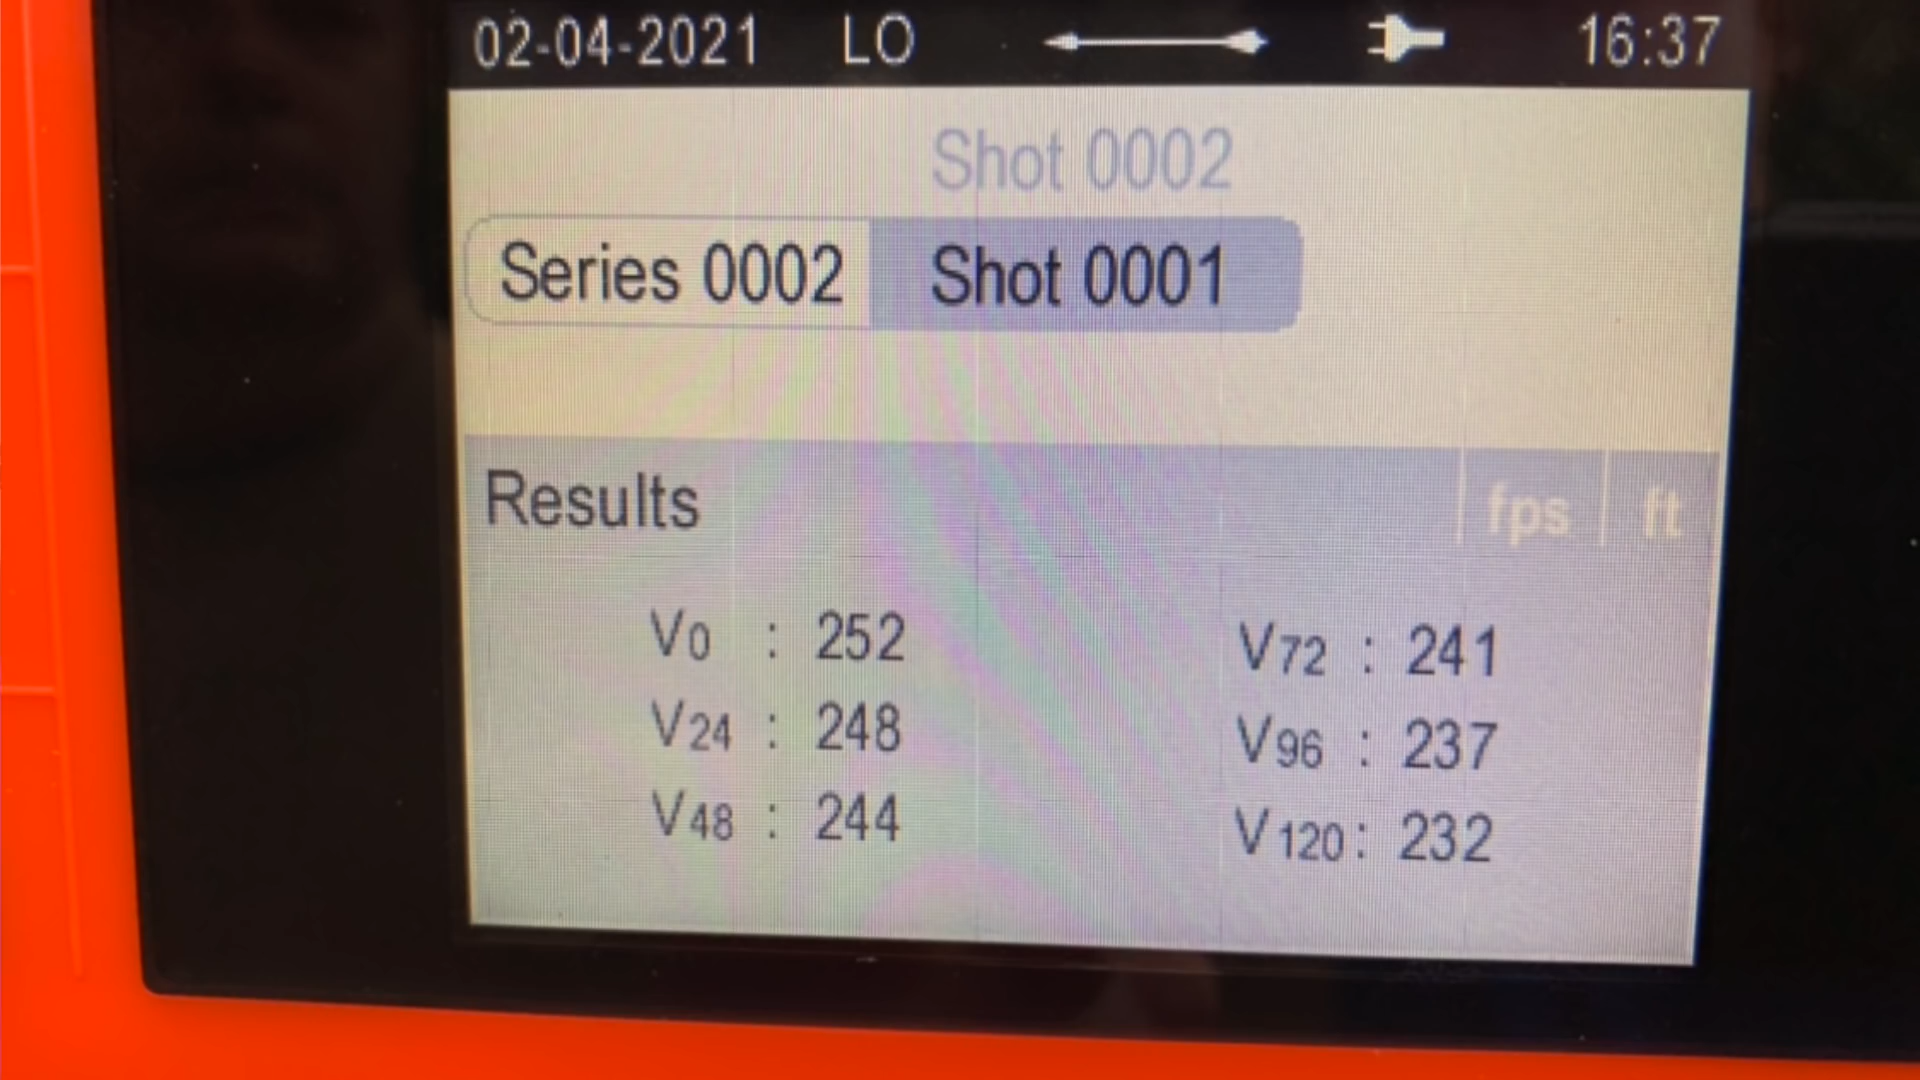 02-04-2021 LO 16:37
Shot 0002
Series 0002 Shot 0001
Results fps ft
V0 : 252 V72 : 241
V24 : 248 V96 : 237
V48 : 244 V120 : 232